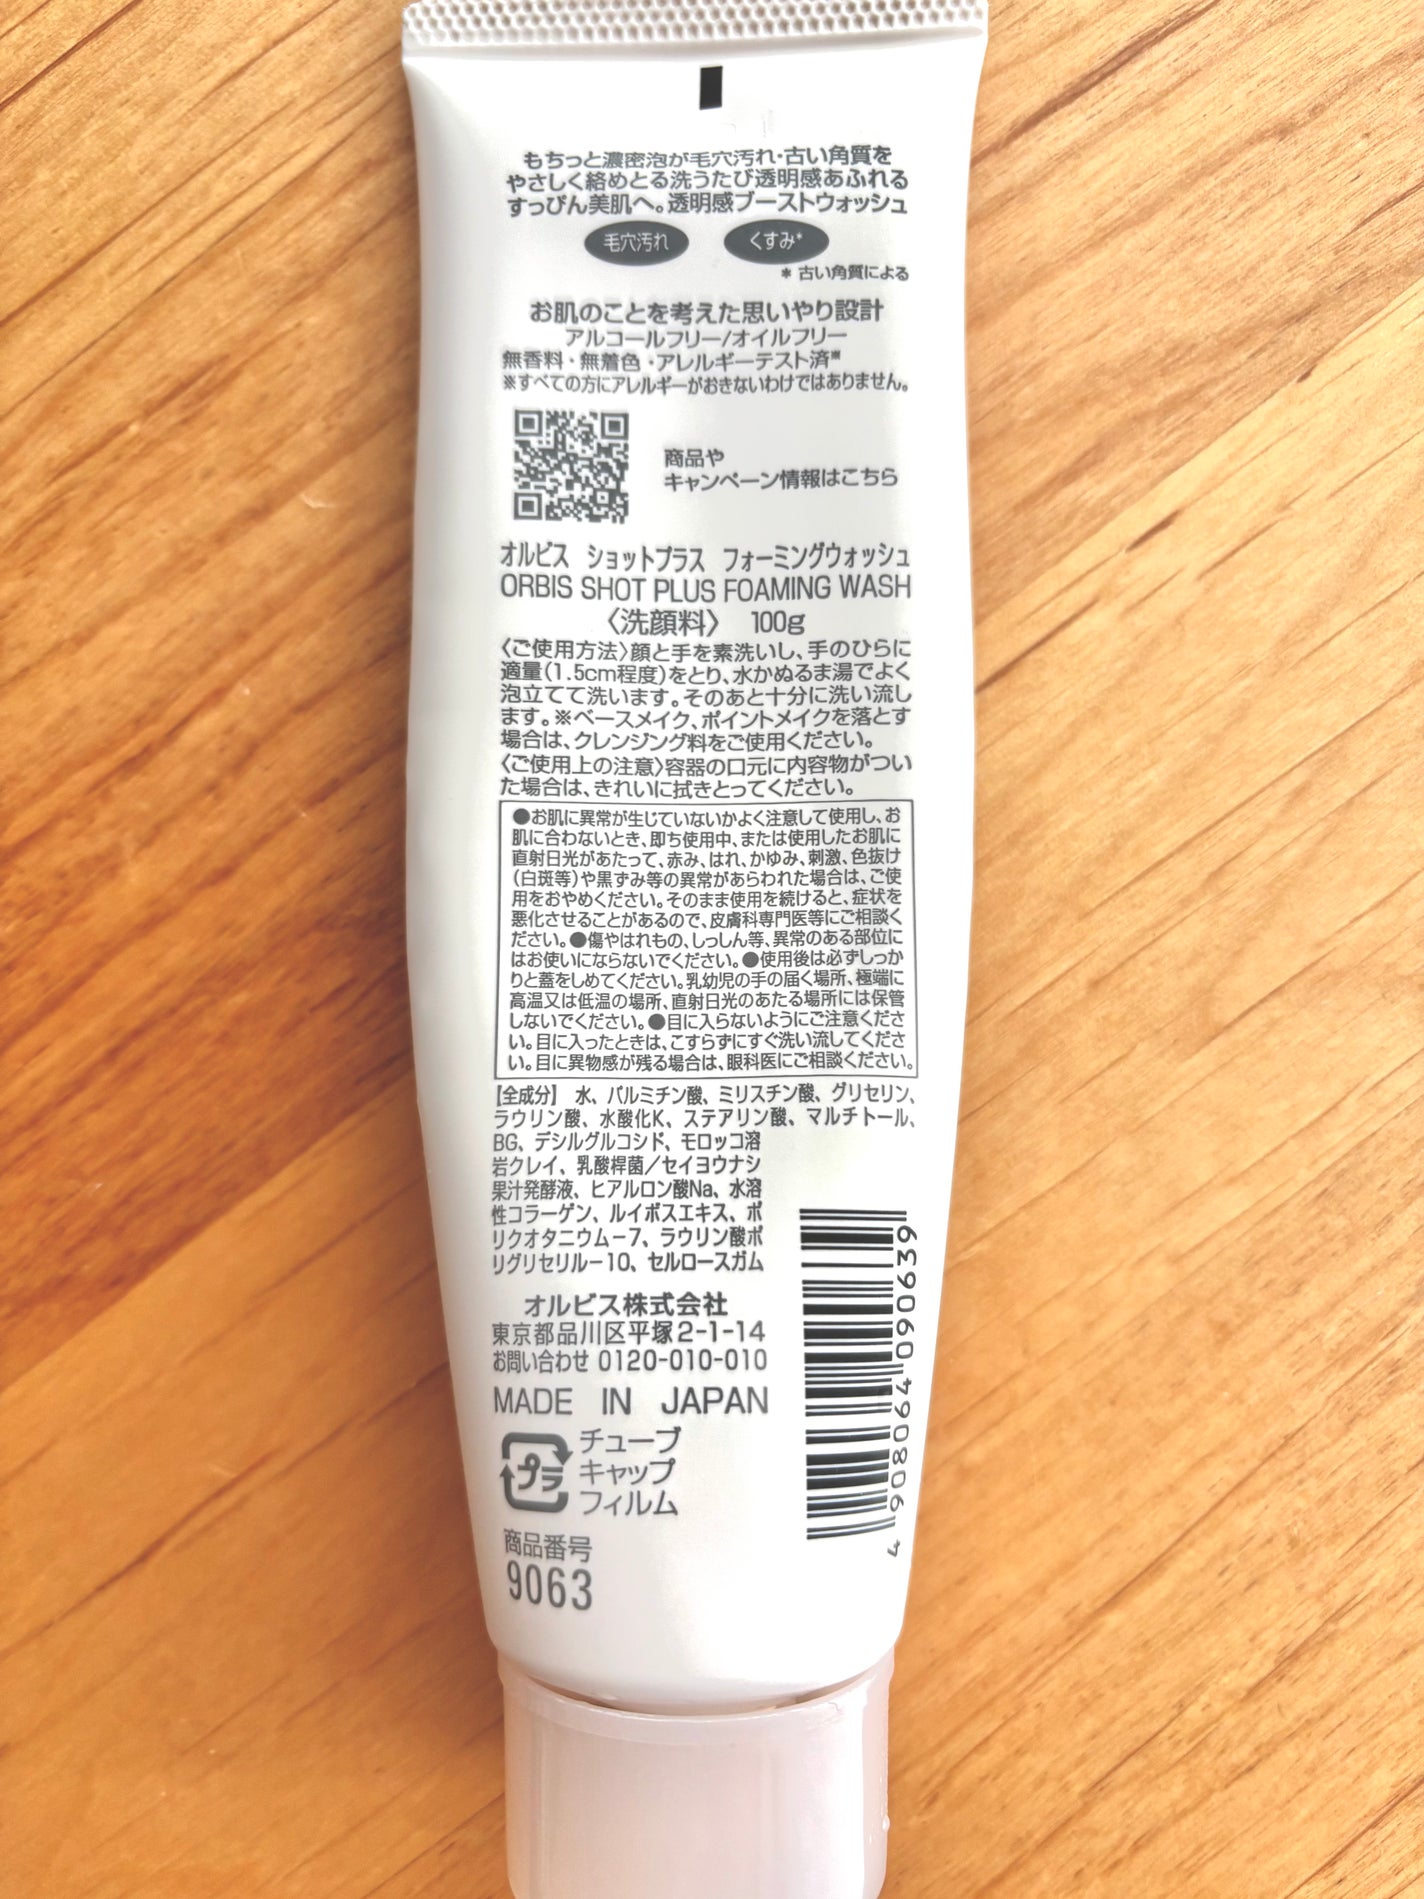 もちっと濃密泡が毛穴汚れ・古い角質を
やさしく絡めとる洗うたび透明感あふれる
すっぴん美肌へ。透明感ブーストウォッシュ
毛穴汚れ
くすみ*
* 古い角質による
お肌のことを考えた思いやり設計
アルコールフリー/オイルフリー
無香料・無着色・アレルギーテスト済※
※すべての方にアレルギーがおきないわけではありません。
商品や
キャンペーン情報はこちら
オルビス ショットプラス フォーミングウォッシュ
ORBIS SHOT PLUS FOAMING WASH
〈洗顔料〉 100g
〈ご使用方法〉顔と手を素洗いし、手のひらに
適量(1.5cm程度)をとり、水かぬるま湯でよく
泡立てて洗います。そのあと十分に洗い流し
ます。※ベースメイク、ポイントメイクを落とす
場合は、クレンジング料をご使用ください。
〈ご使用上の注意〉容器の口元に内容物がつい
た場合は、きれいに拭きとってください。
●お肌に異常が生じていないかよく注意して使用し、お
肌に合わないとき、即ち使用中、または使用したお肌に
直射日光があたって、赤み、はれ、かゆみ、刺激、色抜け
(白斑等)や黒ずみ等の異常があらわれた場合は、ご使
用をおやめください。そのまま使用を続けると、症状を
悪化させることがあるので、皮膚科専門医等にご相談く
ださい。●傷やはれもの、しっしん等、異常のある部位に
はお使いにならないでください。●使用後は必ずしっか
りと蓋をしめてください。乳幼児の手の届く場所、極端に
高温又は低温の場所、直射日光のあたる場所には保管
しないでください。●目に入らないようにご注意くださ
い。目に入ったときは、こすらずにすぐ洗い流してくださ
い。目に異物感が残る場合は、眼科医にご相談ください。
【全成分】 水、パルミチン酸、ミリスチン酸、グリセリン、
ラウリン酸、水酸化K、ステアリン酸、マルチトール、
BG、デシルグルコシド、モロッコ溶
岩クレイ、乳酸桿菌/セイヨウナシ
果汁発酵液、ヒアルロン酸Na、水溶
性コラーゲン、ルイボスエキス、ポ
リクオタニウム-7、ラウリン酸ポ
リグリセリル-10、セルロースガム
オルビス株式会社
東京都品川区平塚2-1-14
お問い合わせ 0120-010-010
MADE IN JAPAN
プラ
チューブ
キャップ
フィルム
商品番号
9063
4 908064 090639